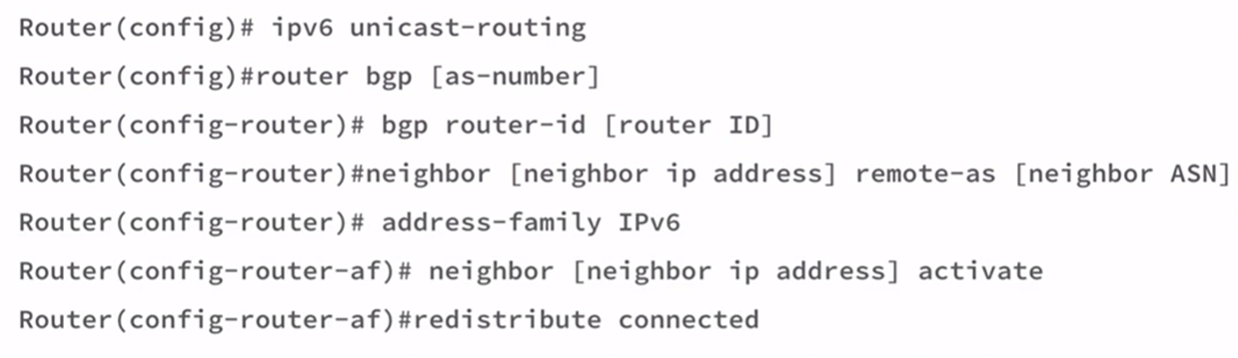 Router(config)# ipv6 unicast-routing
Router(config)#router bgp [as-number]
Router(config-router)# bgp router-id [router ID]
Router(config-router)#neighbor [neighbor ip address] remote-as [neighbor ASN]
Router(config-router)# address-family IPv6
Router(config-router-af)# neighbor [neighbor ip address] activate
Router(config-router-af)#redistribute connected